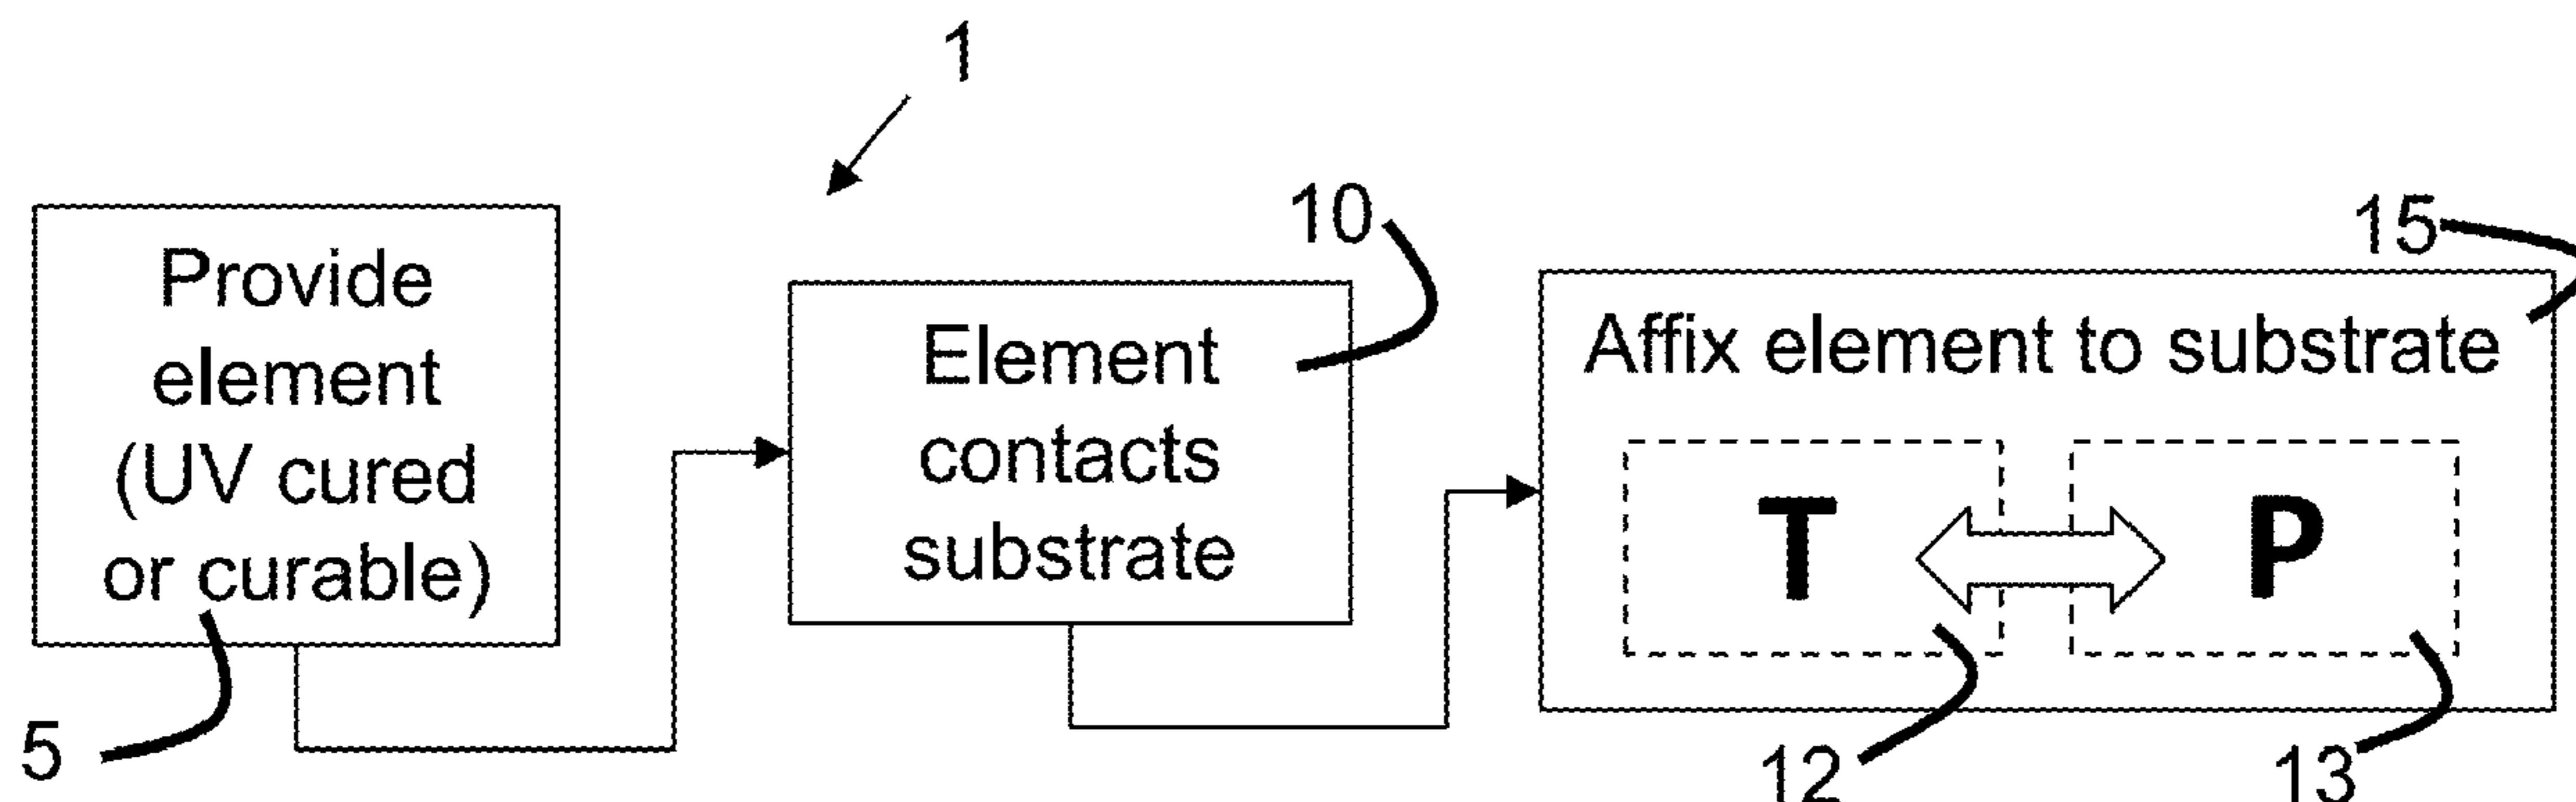 1
Provide
element
(UV cured
or curable)
5
10
Element
contacts
substrate
15
Affix element to substrate
T
P
12
13